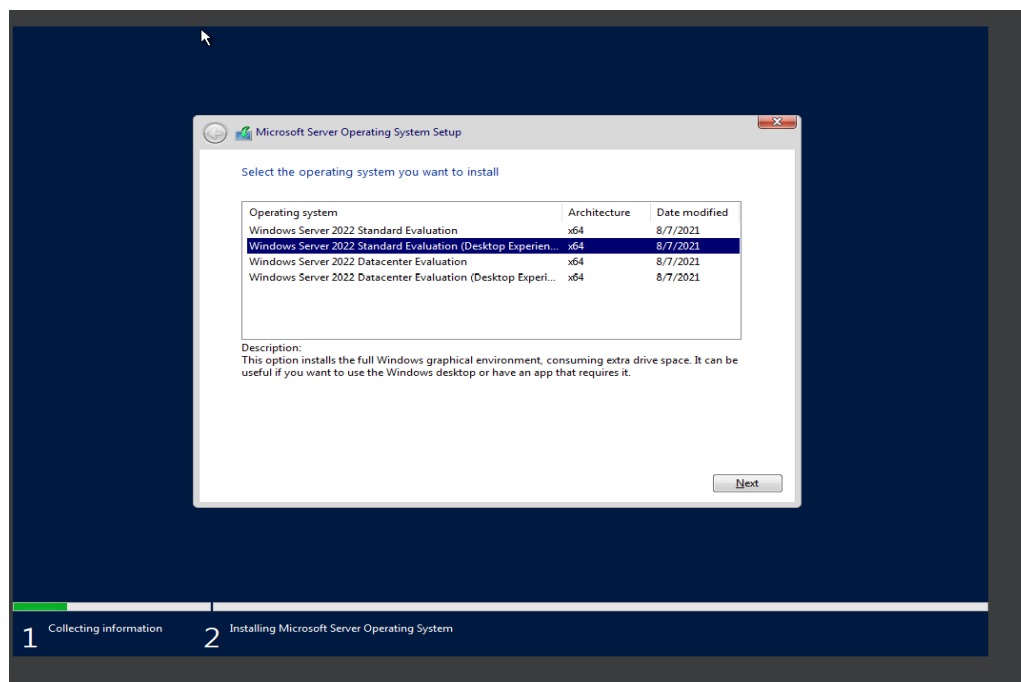 Microsoft Server Operating System Setup
Select the operating system you want to install
Operating system Architecture Date modified
Windows Server 2022 Standard Evaluation x64 8/7/2021
Windows Server 2022 Standard Evaluation (Desktop Experien... x64 8/7/2021
Windows Server 2022 Datacenter Evaluation x64 8/7/2021
Windows Server 2022 Datacenter Evaluation (Desktop Experi... x64 8/7/2021
Description:
This option installs the full Windows graphical environment, consuming extra drive space. It can be
useful if you want to use the Windows desktop or have an app that requires it.
Next
1 Collecting information 2 Installing Microsoft Server Operating System